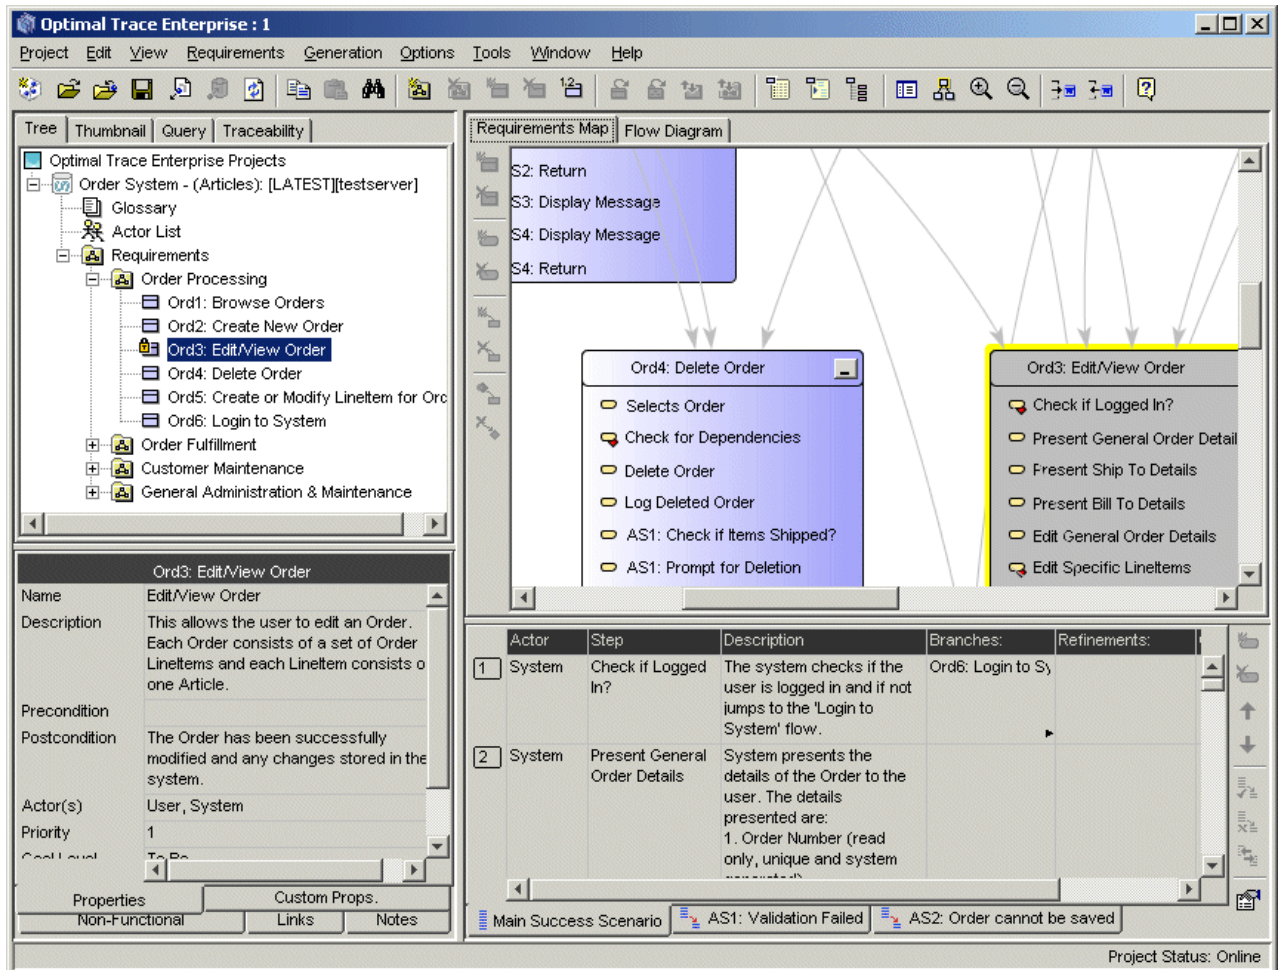 Optimal Trace Enterprise : 1
Project Edit View Requirements Generation Options Tools Window Help
Tree Thumbnail Query Traceability
Optimal Trace Enterprise Projects
Order System - (Articles): [LATEST][testserver]
Glossary
Actor List
Requirements
Order Processing
Ord1: Browse Orders
Ord2: Create New Order
Ord3: Edit/View Order
Ord4: Delete Order
Ord5: Create or Modify LineItem for Orc
Ord6: Login to System
Order Fulfillment
Customer Maintenance
General Administration & Maintenance
Requirements Map Flow Diagram
S2: Return
S3: Display Message
S4: Display Message
S4: Return
Ord4: Delete Order
Selects Order
Check for Dependencies
Delete Order
Log Deleted Order
AS1: Check if Items Shipped?
AS1: Prompt for Deletion
Ord3: Edit/View Order
Check if Logged In?
Present General Order Detail
Present Ship To Details
Present Bill To Details
Edit General Order Details
Edit Specific LineItems
Ord3: Edit/View Order
Name Edit/View Order
Description This allows the user to edit an Order.
Each Order consists of a set of Order
LineItems and each LineItem consists o
one Article.
Precondition
Postcondition The Order has been successfully
modified and any changes stored in the
system.
Actor(s) User, System
Priority 1
Properties Custom Props.
Non-Functional Links Notes
Actor Step Description Branches: Refinements:
1 System Check if Logged In? The system checks if the
user is logged in and if not
jumps to the 'Login to
System' flow.
Ord6: Login to Sy
2 System Present General Order Details System presents the
details of the Order to the
user. The details
presented are:
1. Order Number (read
only, unique and system
Main Success Scenario AS1: Validation Failed AS2: Order cannot be saved
Project Status: Online